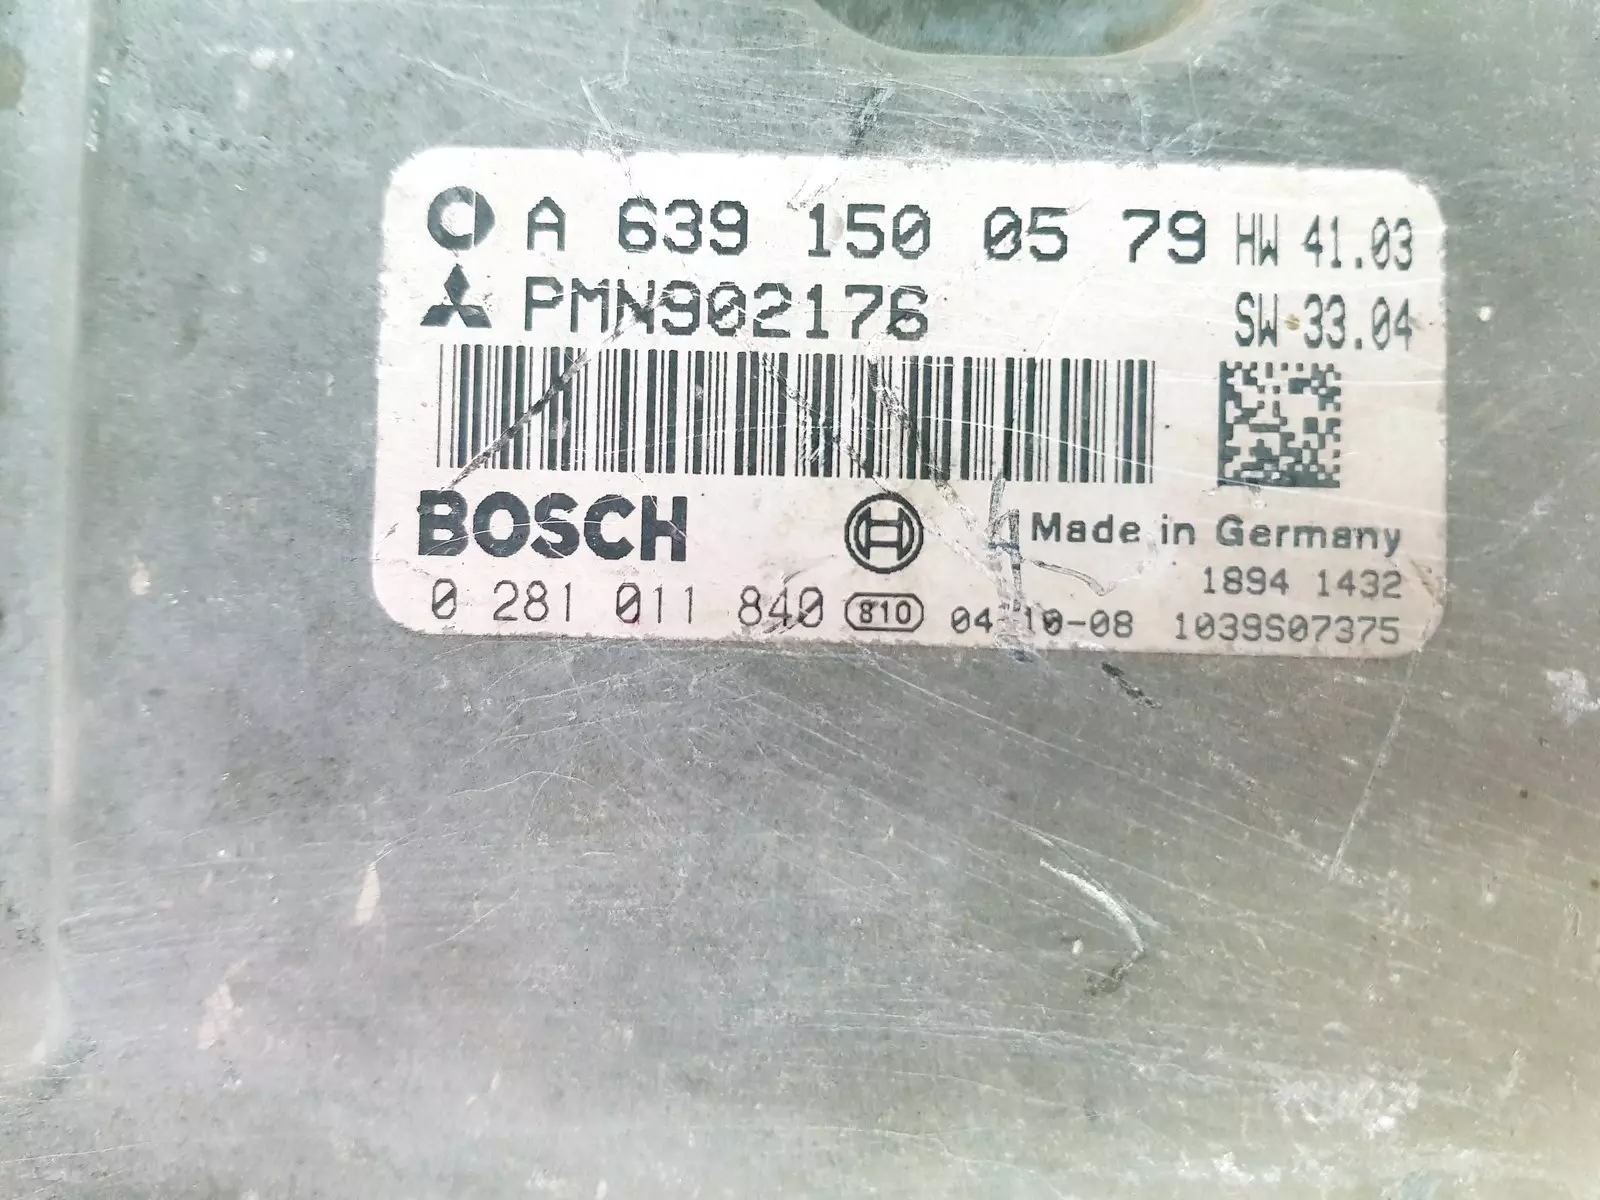 A 639 150 05 79 HW 41.03
PMN902176 SW 33.04
BOSCH Made in Germany
1894 1432
0 281 011 840 810 04-10-08 1039S07375